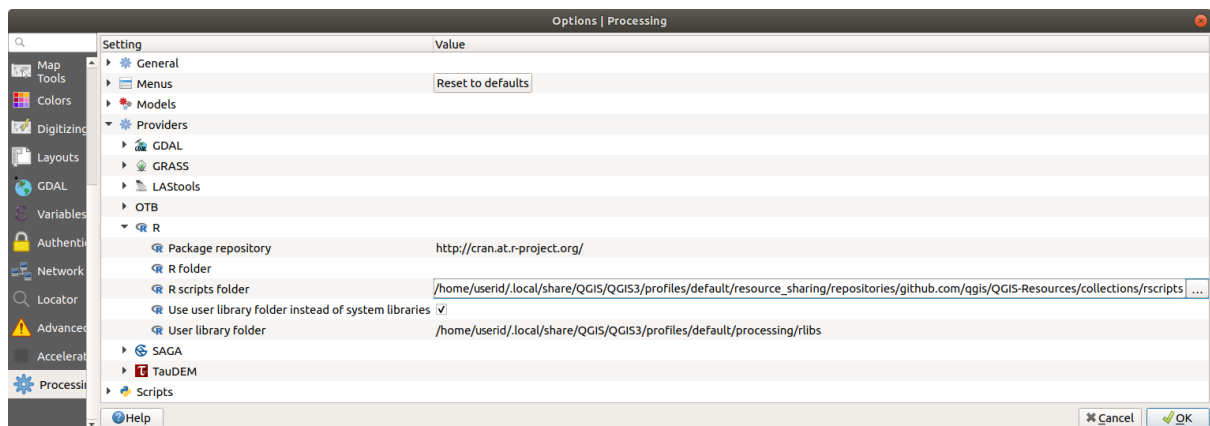 Options | Processing
Setting Value
Map Tools
General
Menus Reset to defaults
Colors
Models
Digitizing
Providers
GDAL
Layouts
GRASS
GDAL
LAStools
OTB
Variables
R
Authenti
Package repository http://cran.at.r-project.org/
Network
R folder
R scripts folder /home/userid/.local/share/QGIS/QGIS3/profiles/default/resource_sharing/repositories/github.com/qgis/QGIS-Resources/collections/rscripts ...
Locator
Use user library folder instead of system libraries
Advanced
User library folder /home/userid/.local/share/QGIS/QGIS3/profiles/default/processing/rlibs
Accelerat
SAGA
TauDEM
Processin
Scripts
Help Cancel OK